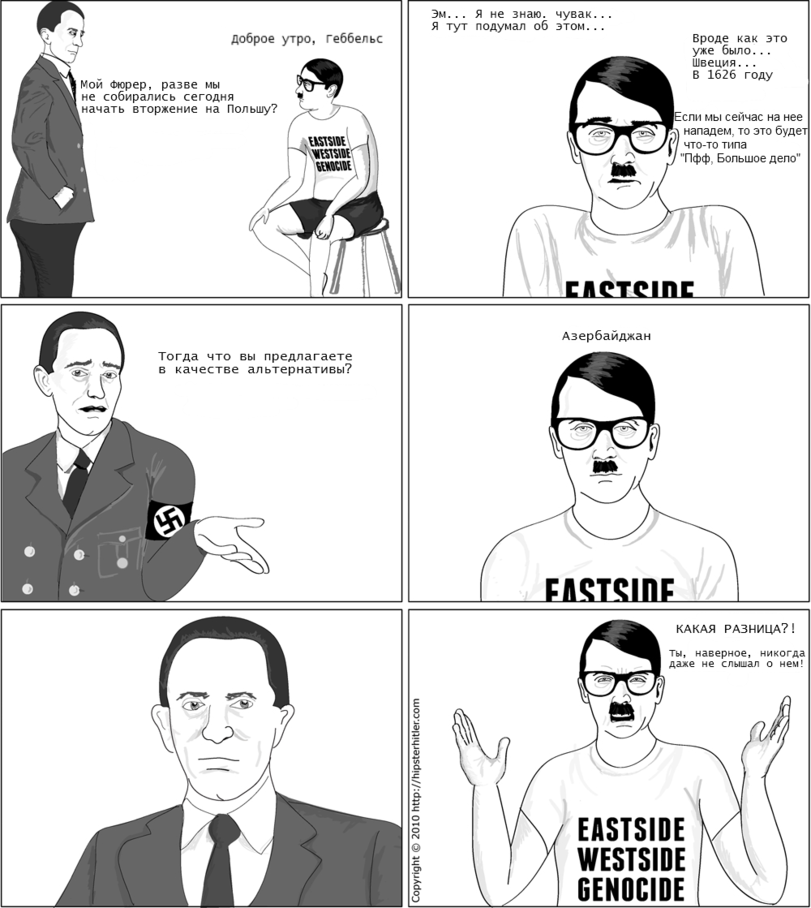 Доброе утро, Геббельс
Мой Фюрер, разве мы
не собирались сегодня
начать вторжение на Польшу?
EASTSIDE
WESTSIDE
GENOCIDE
Эм... Я не знаю. чувак...
Я тут подумал об этом...
Вроде как это
уже было...
Швеция...
В 1626 году
Если мы сейчас на нее
нападем, то это будет
что-то типа
"Пфф, Большое дело"
EASTSIDE
Тогда что вы предлагаете
в качестве альтернативы?
Азербайджан
EASTSIDE
КАКАЯ РАЗНИЦА?!
Ты, наверное, никогда
даже не слышал о нем!
EASTSIDE
WESTSIDE
GENOCIDE
Copyright © 2010 http://hipsterhitler.com